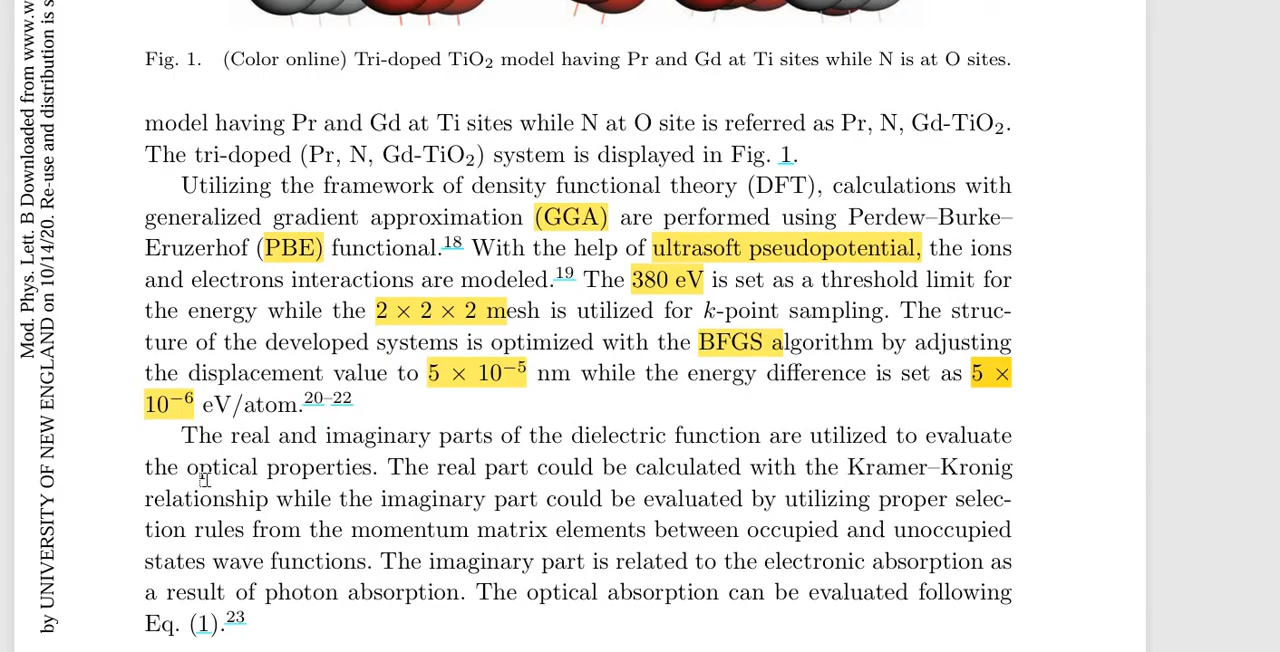 Mod. Phys. Lett. B Downloaded from www.w
by UNIVERSITY OF NEW ENGLAND on 10/14/20. Re-use and distribution is s
Fig. 1. (Color online) Tri-doped TiO₂ model having Pr and Gd at Ti sites while N is at O sites.
model having Pr and Gd at Ti sites while N at O site is referred as Pr, N, Gd-TiO₂.
The tri-doped (Pr, N, Gd-TiO₂) system is displayed in Fig. 1.
Utilizing the framework of density functional theory (DFT), calculations with
generalized gradient approximation (GGA) are performed using Perdew–Burke–
Eruzerhof (PBE) functional.¹⁸ With the help of ultrasoft pseudopotential, the ions
and electrons interactions are modeled.¹⁹ The 380 eV is set as a threshold limit for
the energy while the 2 × 2 × 2 mesh is utilized for k-point sampling. The struc-
ture of the developed systems is optimized with the BFGS algorithm by adjusting
the displacement value to 5 × 10⁻⁵ nm while the energy difference is set as 5 ×
10⁻⁶ eV/atom.²⁰⁻²²
The real and imaginary parts of the dielectric function are utilized to evaluate
the optical properties. The real part could be calculated with the Kramer–Kronig
relationship while the imaginary part could be evaluated by utilizing proper selec-
tion rules from the momentum matrix elements between occupied and unoccupied
states wave functions. The imaginary part is related to the electronic absorption as
a result of photon absorption. The optical absorption can be evaluated following
Eq. (1).²³